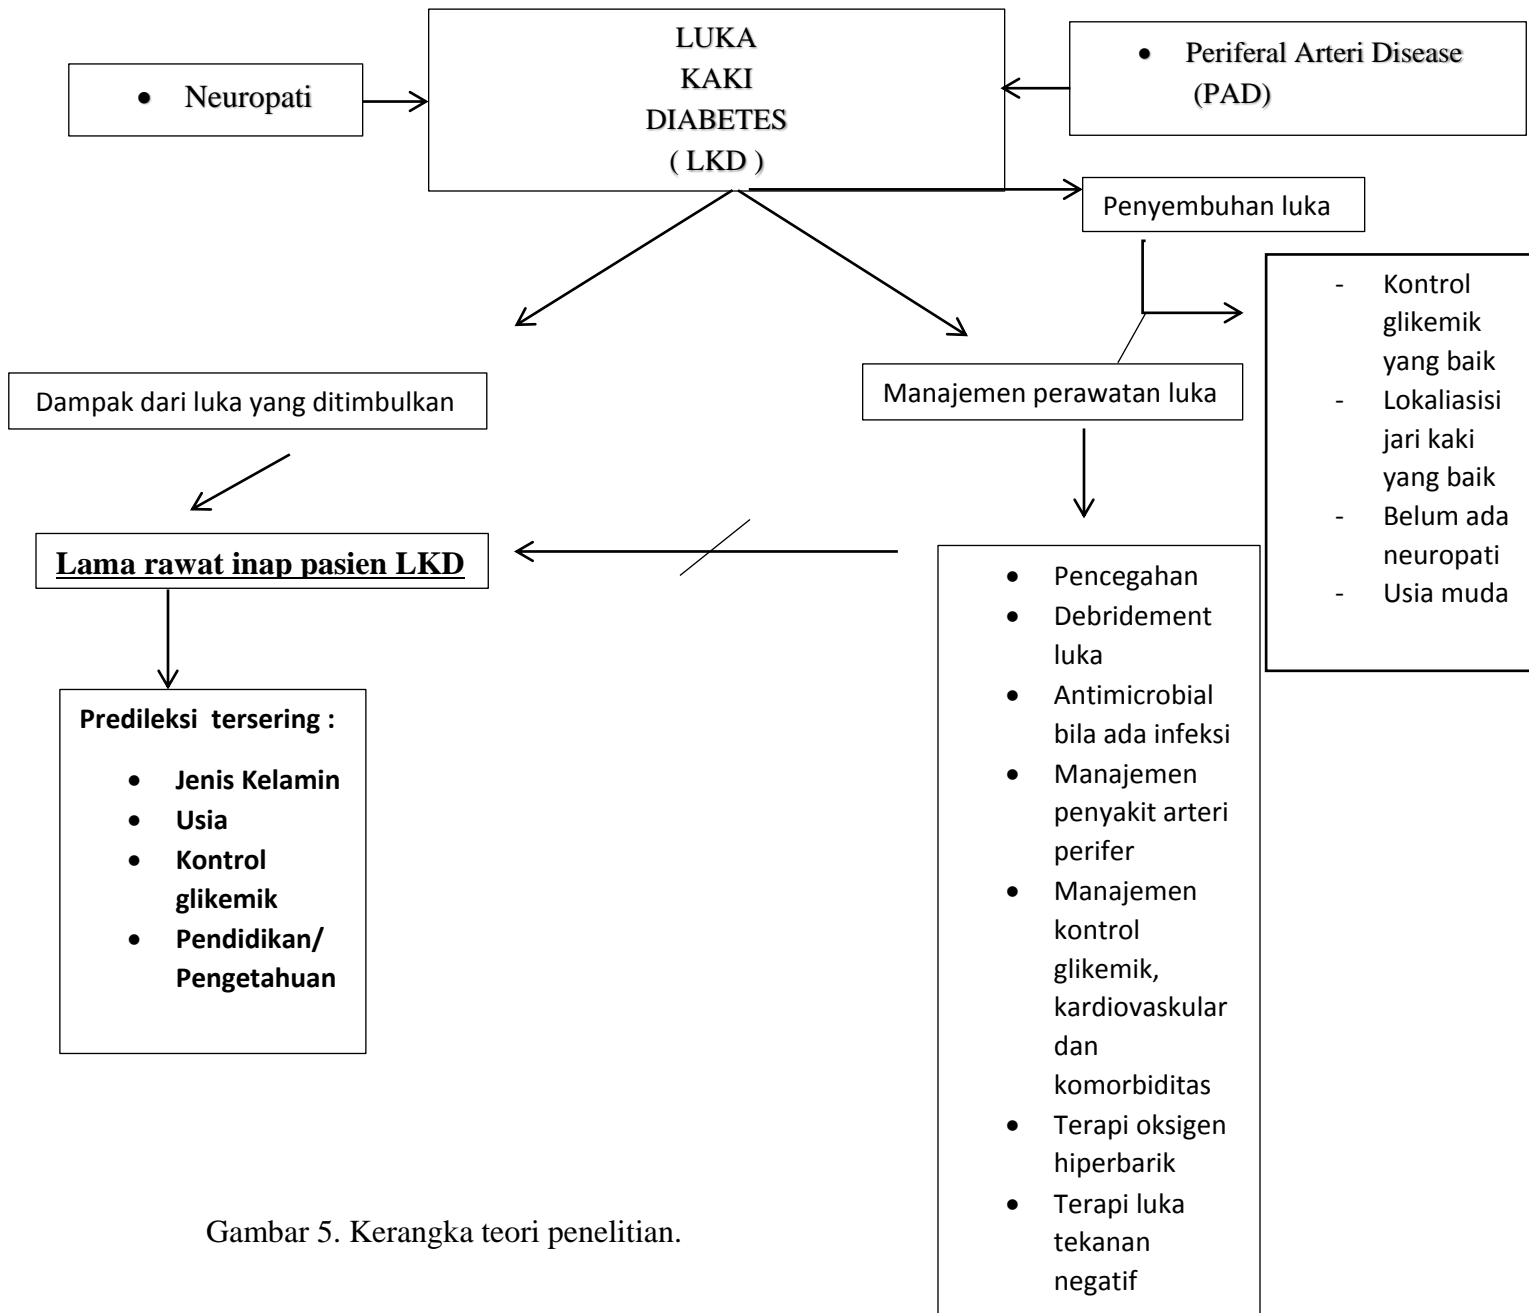 LUKA
KAKI
DIABETES
( LKD )
• Neuropati
• Periferal Arteri Disease
(PAD)
Penyembuhan luka
- Kontrol
glikemik
yang baik
- Lokaliasisi
jari kaki
yang baik
- Belum ada
neuropati
- Usia muda
Dampak dari luka yang ditimbulkan
Manajemen perawatan luka
Lama rawat inap pasien LKD
Predileksi tersering :
• Jenis Kelamin
• Usia
• Kontrol
glikemik
• Pendidikan/
Pengetahuan
• Pencegahan
• Debridement
luka
• Antimicrobial
bila ada infeksi
• Manajemen
penyakit arteri
perifer
• Manajemen
kontrol
glikemik,
kardiovaskular
dan
komorbiditas
• Terapi oksigen
hiperbarik
• Terapi luka
tekanan
negatif
Gambar 5. Kerangka teori penelitian.